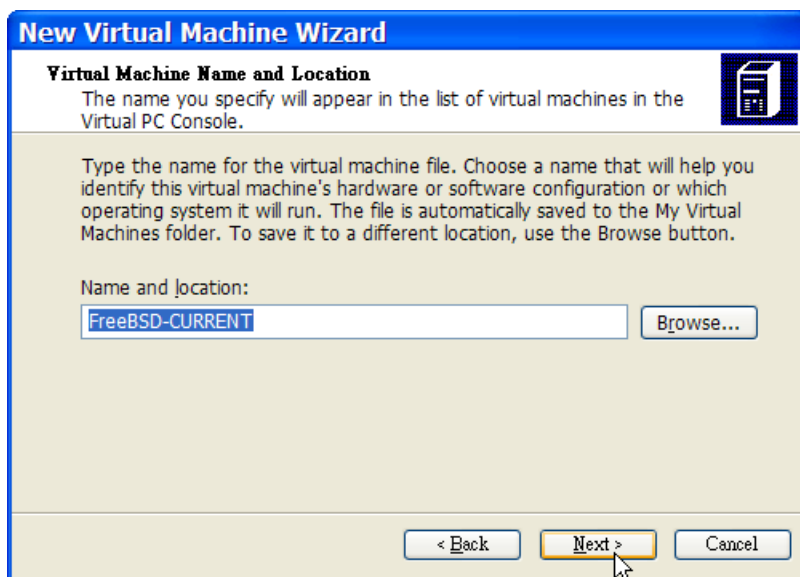 New Virtual Machine Wizard
Virtual Machine Name and Location
The name you specify will appear in the list of virtual machines in the
Virtual PC Console.
Type the name for the virtual machine file. Choose a name that will help you
identify this virtual machine's hardware or software configuration or which
operating system it will run. The file is automatically saved to the My Virtual
Machines folder. To save it to a different location, use the Browse button.
Name and location:
FreeBSD-CURRENT
Browse...
< Back
Next >
Cancel